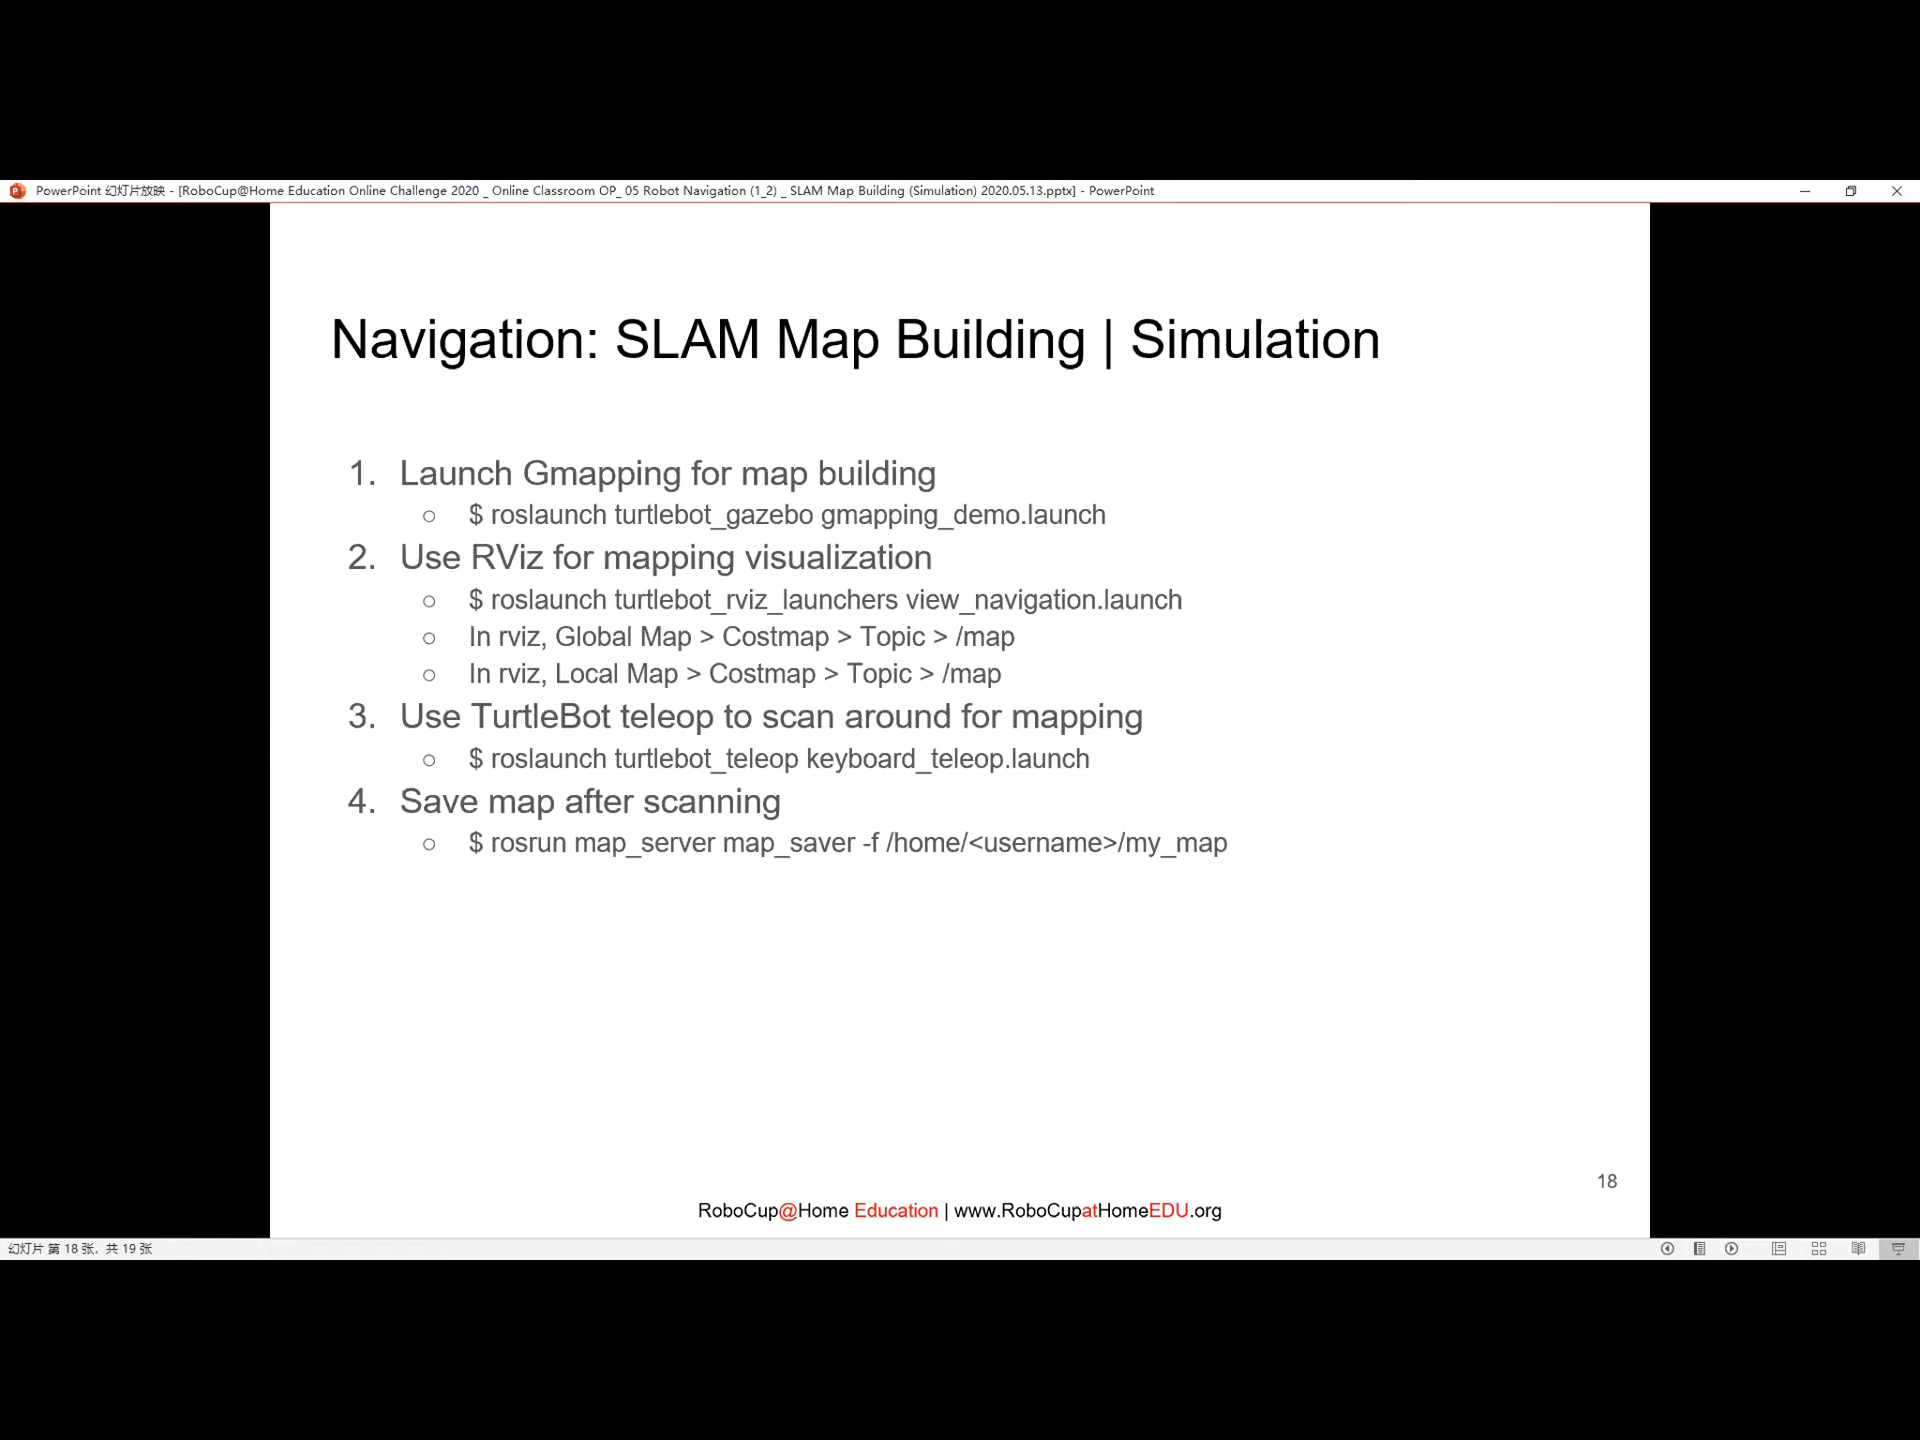 PowerPoint 幻灯片放映 - [RoboCup@Home Education Online Challenge 2020 _ Online Classroom OP_ 05 Robot Navigation (1_2) _ SLAM Map Building (Simulation) 2020.05.13.pptx] - PowerPoint
Navigation: SLAM Map Building | Simulation
1. Launch Gmapping for map building
○ $ roslaunch turtlebot_gazebo gmapping_demo.launch
2. Use RViz for mapping visualization
○ $ roslaunch turtlebot_rviz_launchers view_navigation.launch
○ In rviz, Global Map > Costmap > Topic > /map
○ In rviz, Local Map > Costmap > Topic > /map
3. Use TurtleBot teleop to scan around for mapping
○ $ roslaunch turtlebot_teleop keyboard_teleop.launch
4. Save map after scanning
○ $ rosrun map_server map_saver -f /home/<username>/my_map
18
RoboCup@Home Education | www.RoboCupatHomeEDU.org
幻灯片 第 18 张，共 19 张